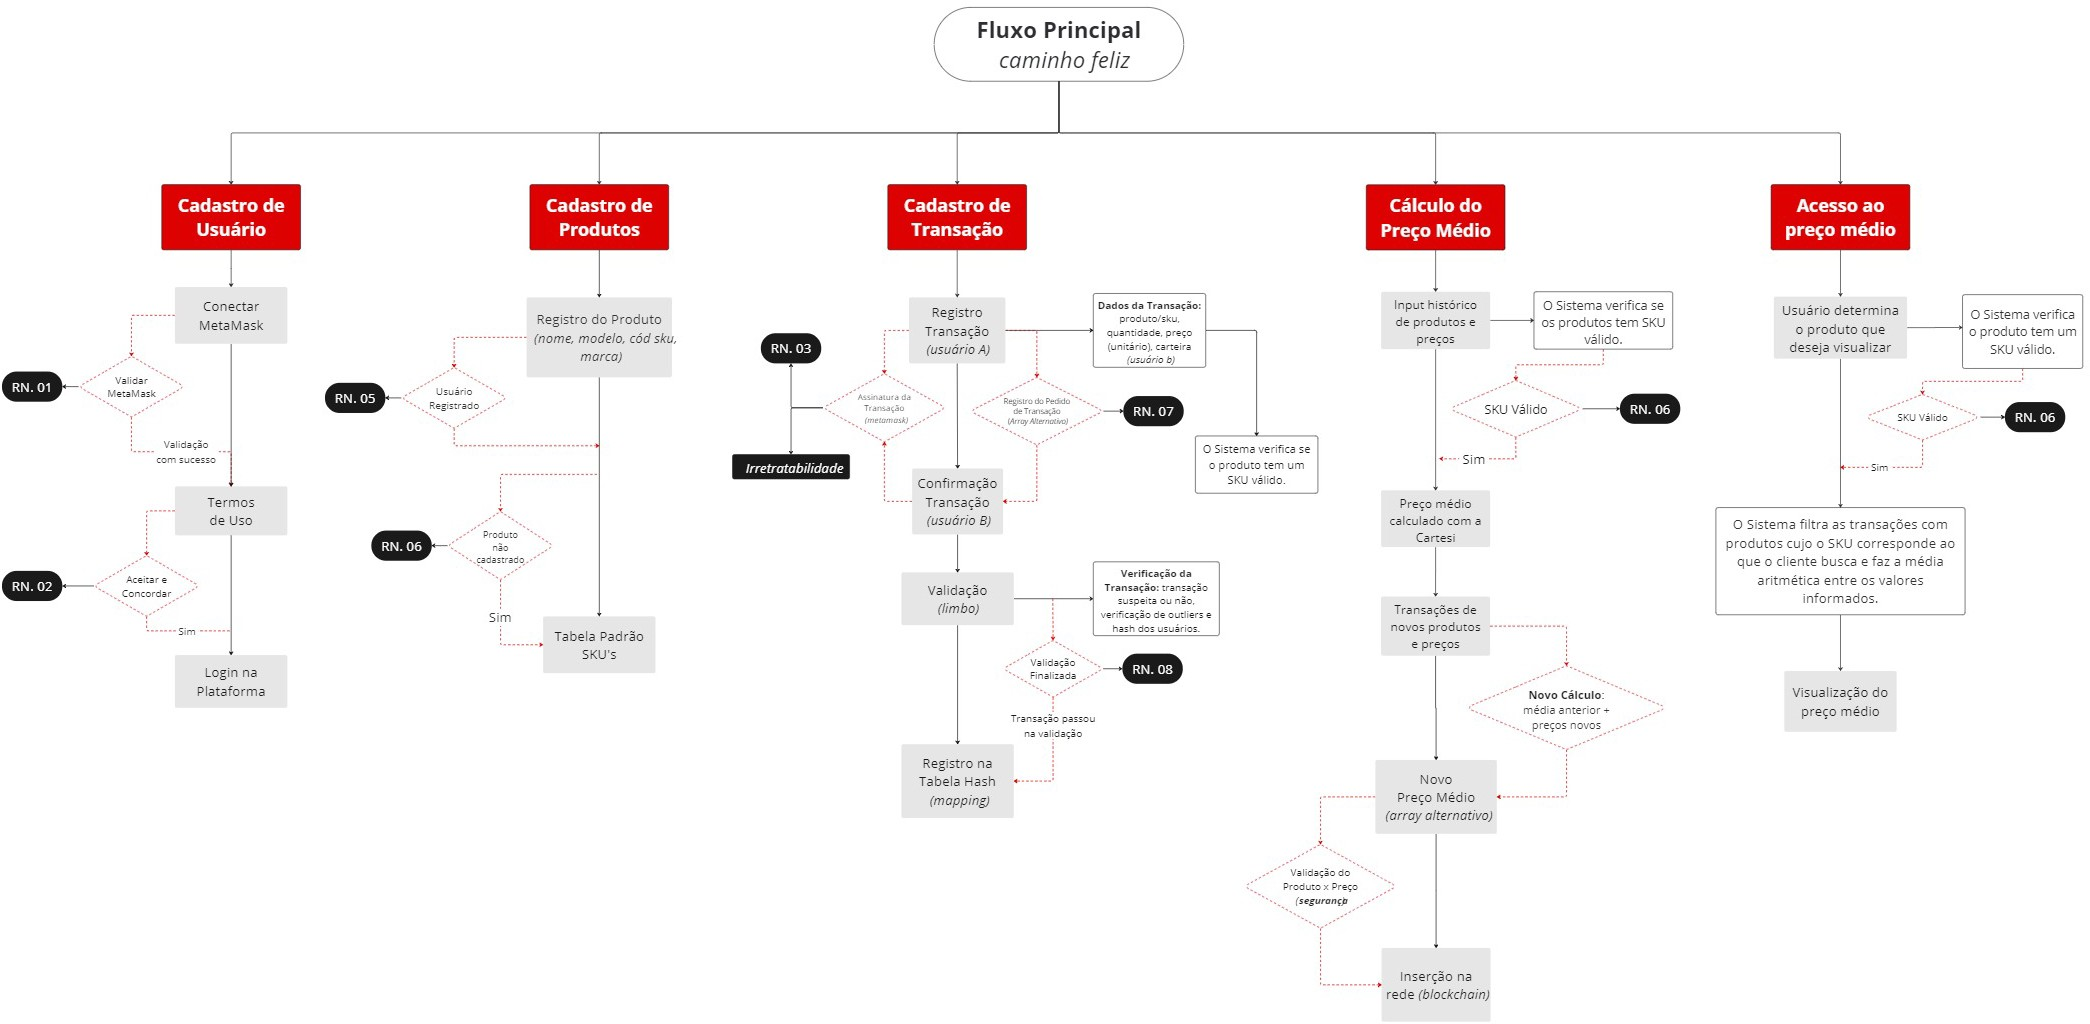 Fluxo Principal
caminho feliz
Cadastro de
Usuário
Conectar
MetaMask
Validar
MetaMask
RN. 01
Validação
com sucesso
Termos
de Uso
Aceitar e
Concordar
RN. 02
Sim
Login na
Plataforma
Cadastro de
Produtos
Registro do Produto
(nome, modelo, cód sku,
marca)
Usuário
Registrado
RN. 05
Produto
não
cadastrado
RN. 06
Sim
Tabela Padrão
SKU's
Cadastro de
Transação
Registro
Transação
(usuário A)
Dados da Transação:
produto/sku,
quantidade, preço
(unitário), carteira
(usuário b)
RN. 03
Assinatura da
Transação
(metamask)
Registro do Pedido
de Transação
(Array Alternativo)
RN. 07
Irretratabilidade
O Sistema verifica se
o produto tem um
SKU válido.
Confirmação
Transação
(usuário B)
Validação
(limbo)
Verificação da
Transação: transação
suspeita ou não,
verificação de outliers e
hash dos usuários.
Validação
Finalizada
RN. 08
Transação passou
na validação
Registro na
Tabela Hash
(mapping)
Cálculo do
Preço Médio
Input histórico
de produtos e
preços
O Sistema verifica se
os produtos tem SKU
válido.
SKU Válido
RN. 06
Sim
Preço médio
calculado com a
Cartesi
Transações de
novos produtos
e preços
Novo Cálculo:
média anterior +
preços novos
Novo
Preço Médio
(array alternativo)
Validação do
Produto x Preço
(segurança)
Inserção na
rede (blockchain)
Acesso ao
preço médio
Usuário determina
o produto que
deseja visualizar
O Sistema verifica
o produto tem um
SKU válido.
SKU Válido
RN. 06
Sim
O Sistema filtra as transações com
produtos cujo o SKU corresponde ao
que o cliente busca e faz a média
aritmética entre os valores
informados.
Visualização do
preço médio